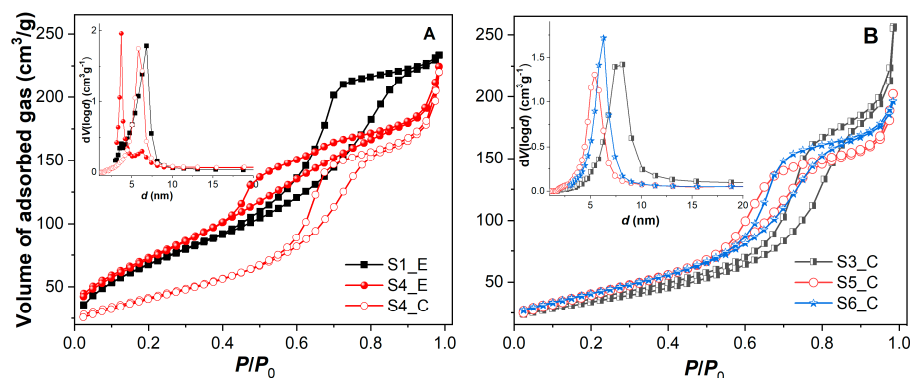 A
B
Volume of adsorbed gas (cm³/g)
250
200
150
100
50
0.0 0.2 0.4 0.6 0.8 1.0
P/P₀
dV(logd) (cm³g⁻¹)
2
1
0
5 10 15 20
d (nm)
S1_E
S4_E
S4_C
250
200
150
100
50
0.0 0.2 0.4 0.6 0.8 1.0
P/P₀
dV(logd) (cm³g⁻¹)
1.5
1.0
0.5
0.0
5 10 15 20
d (nm)
S3_C
S5_C
S6_C